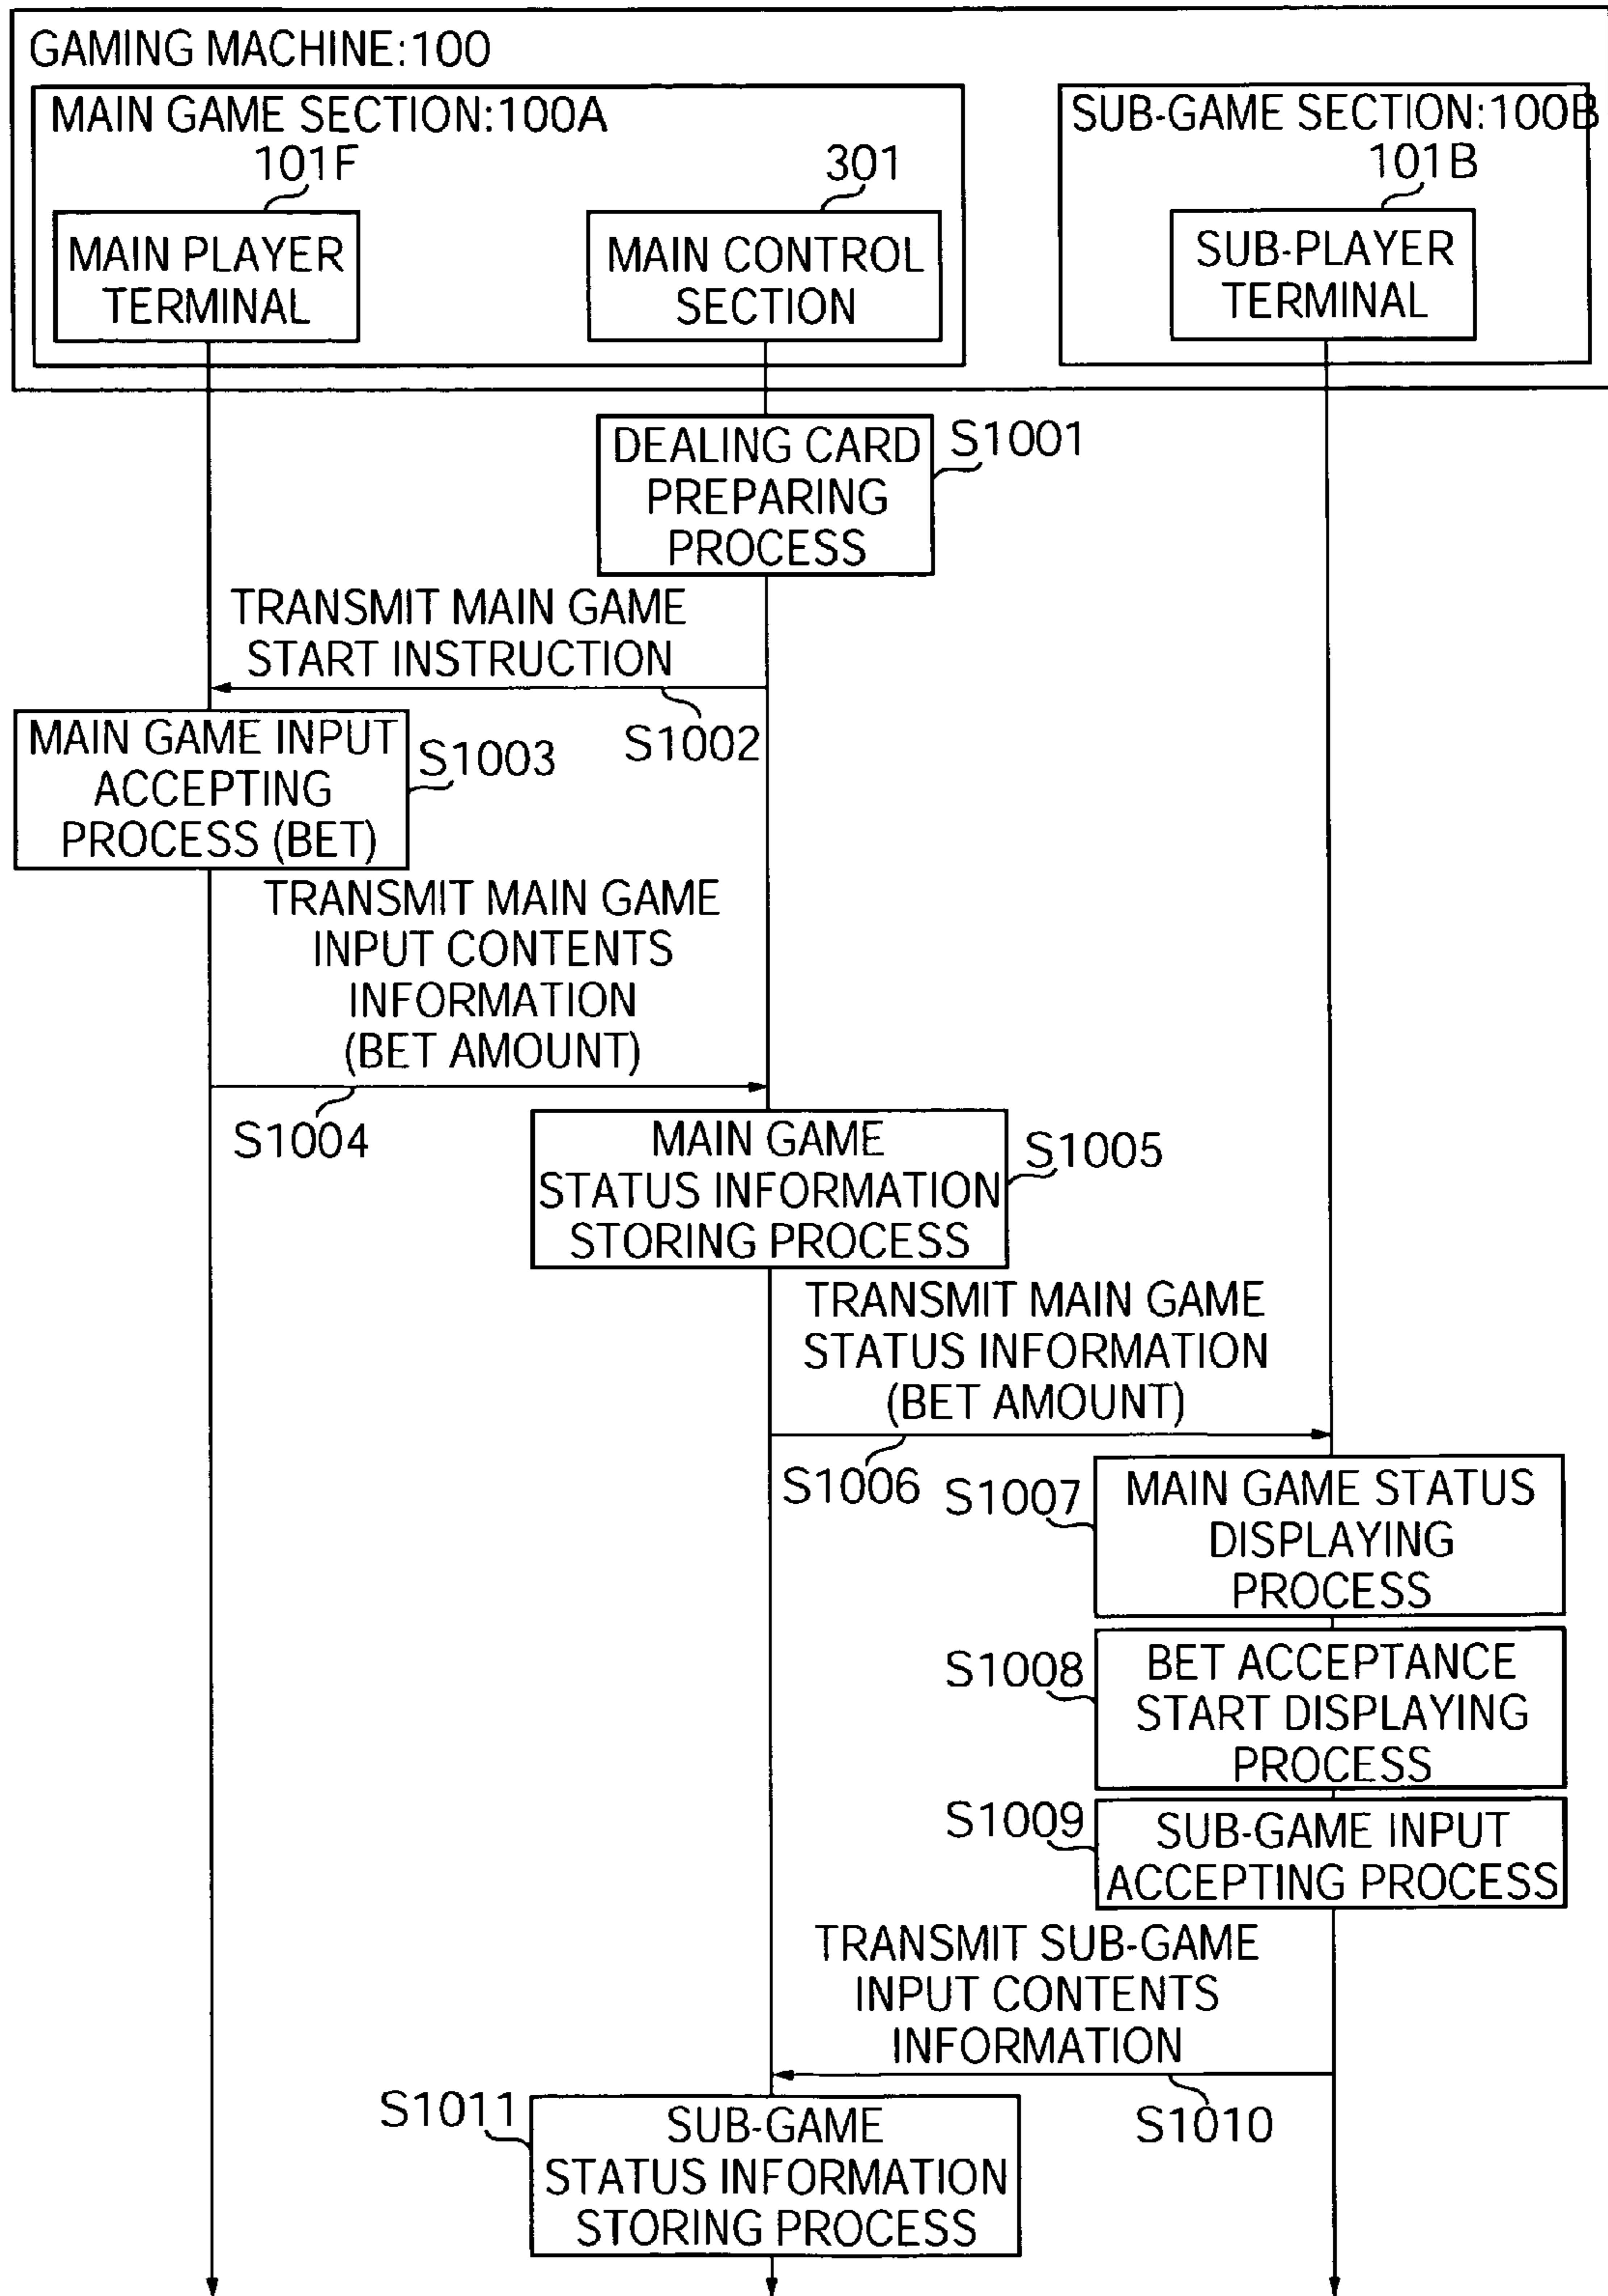 GAMING MACHINE:100
MAIN GAME SECTION:100A
101F
301
MAIN PLAYER
TERMINAL
MAIN CONTROL
SECTION
SUB-GAME SECTION:100B
101B
SUB-PLAYER
TERMINAL
DEALING CARD
PREPARING
PROCESS
S1001
TRANSMIT MAIN GAME
START INSTRUCTION
S1002
MAIN GAME INPUT
ACCEPTING
PROCESS (BET)
S1003
TRANSMIT MAIN GAME
INPUT CONTENTS
INFORMATION
(BET AMOUNT)
S1004
MAIN GAME
STATUS INFORMATION
STORING PROCESS
S1005
TRANSMIT MAIN GAME
STATUS INFORMATION
(BET AMOUNT)
S1006
S1007
MAIN GAME STATUS
DISPLAYING
PROCESS
S1008
BET ACCEPTANCE
START DISPLAYING
PROCESS
S1009
SUB-GAME INPUT
ACCEPTING PROCESS
TRANSMIT SUB-GAME
INPUT CONTENTS
INFORMATION
S1010
S1011
SUB-GAME
STATUS INFORMATION
STORING PROCESS